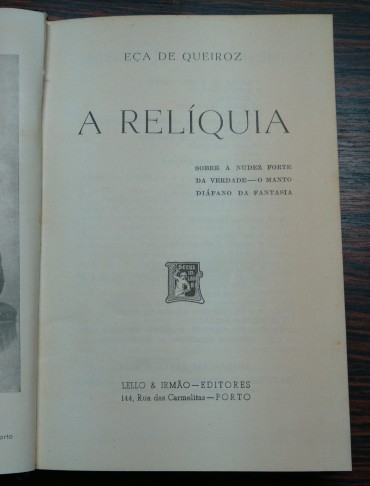 EÇA DE QUEIROZ
A RELÍQUIA
SOBRE A NUDEZ FORTE
DA VERDADE—O MANTO
DIÁFANO DA FANTASIA
LELLO & IRMÃO—EDITORES
144, Rua das Carmelitas—PORTO